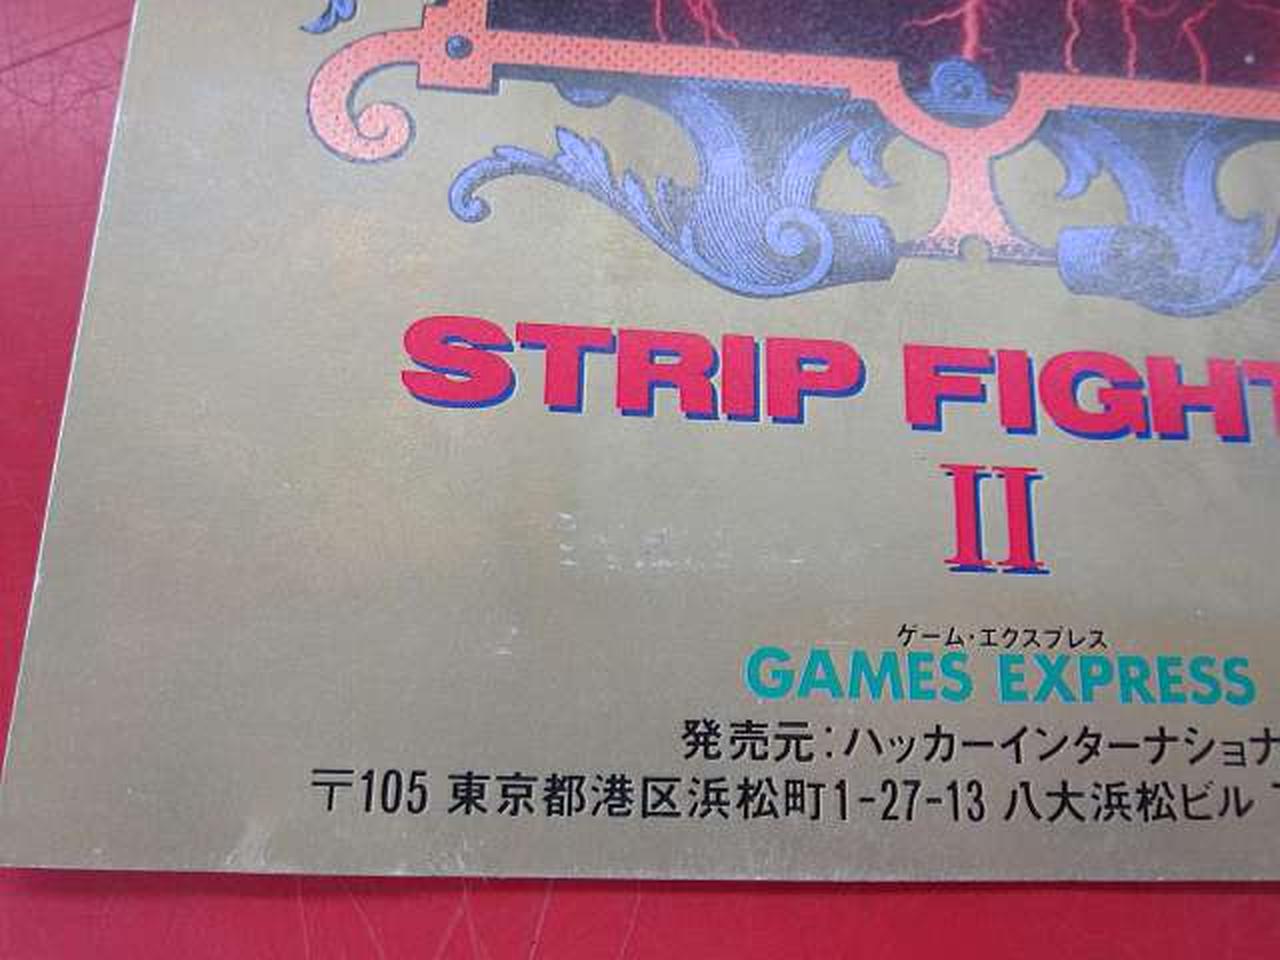 STRIP FIGHT
II
ゲーム・エクスプレス
GAMES EXPRESS
発売元:ハッカーインターナショナ
〒105 東京都港区浜松町1-27-13 八大浜松ビル